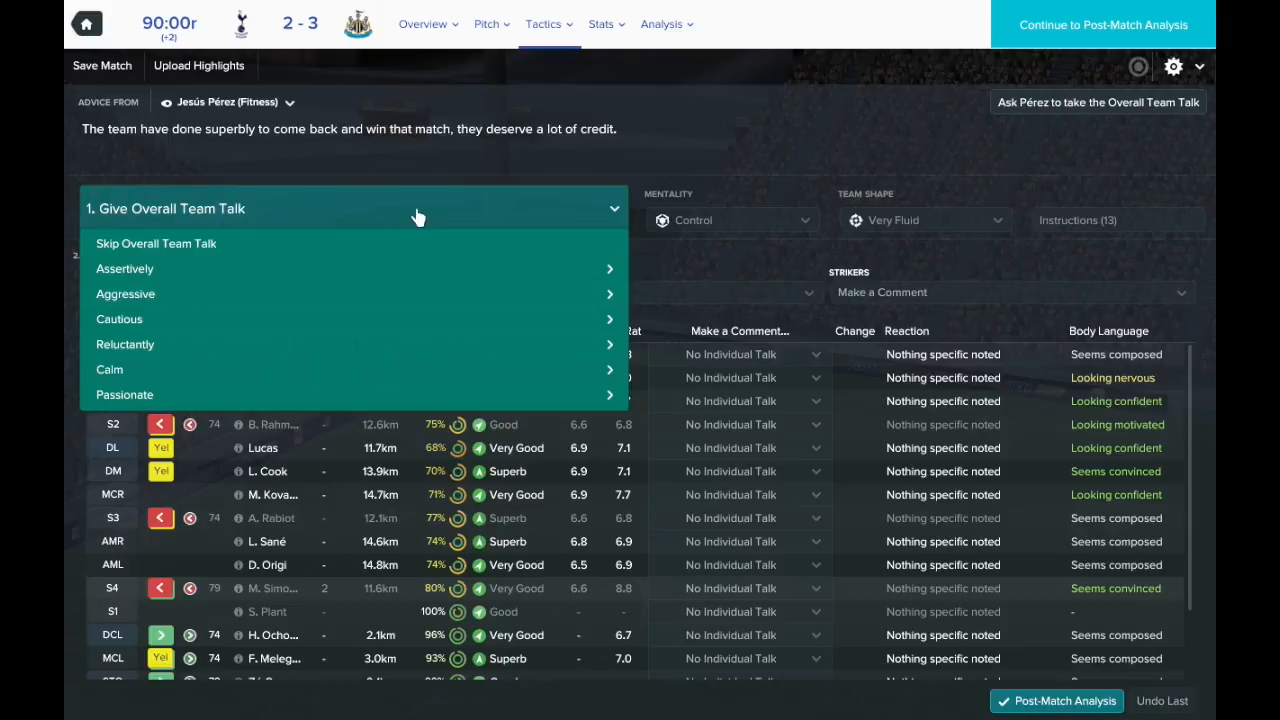 90:00r
(+2)
2 - 3
Overview
Pitch
Tactics
Stats
Analysis
Continue to Post-Match Analysis
Save Match
Upload Highlights
ADVICE FROM
Jesús Pérez (Fitness)
Ask Pérez to take the Overall Team Talk
The team have done superbly to come back and win that match, they deserve a lot of credit.
1. Give Overall Team Talk
MENTALITY
Control
TEAM SHAPE
Very Fluid
Instructions (13)
Skip Overall Team Talk
Assertively
Aggressive
Cautious
Reluctantly
Calm
Passionate
2.
STRIKERS
Make a Comment
Make a Comment... Change Reaction Body Language
No Individual Talk Nothing specific noted Seems composed
No Individual Talk Nothing specific noted Looking nervous
No Individual Talk Nothing specific noted Looking confident
S2 74 B. Rahm... - 12.6km 75% Good 6.6 6.8 No Individual Talk Nothing specific noted Looking motivated
DL Yel Lucas - 11.7km 68% Very Good 6.9 7.1 No Individual Talk Nothing specific noted Looking confident
DM Yel L. Cook - 13.9km 70% Superb 6.9 7.1 No Individual Talk Nothing specific noted Seems convinced
MCR M. Kova... - 14.7km 71% Very Good 6.9 7.7 No Individual Talk Nothing specific noted Looking confident
S3 74 A. Rabiot - 12.1km 77% Superb 6.6 6.8 No Individual Talk Nothing specific noted Seems composed
AMR L. Sané - 14.6km 74% Superb 6.8 6.9 No Individual Talk Nothing specific noted Seems composed
AML D. Origi - 14.8km 74% Very Good 6.5 6.9 No Individual Talk Nothing specific noted Seems composed
S4 79 M. Simo... 2 11.6km 80% Very Good 6.6 8.8 No Individual Talk Nothing specific noted Seems convinced
S1 S. Plant - 100% Good - - No Individual Talk Nothing specific noted -
DCL 74 H. Ocho... - 2.1km 96% Very Good - 6.7 No Individual Talk Nothing specific noted Seems composed
MCL Yel 74 F. Meleg... - 3.0km 93% Superb - 7.0 No Individual Talk Nothing specific noted Seems composed
Post-Match Analysis
Undo Last